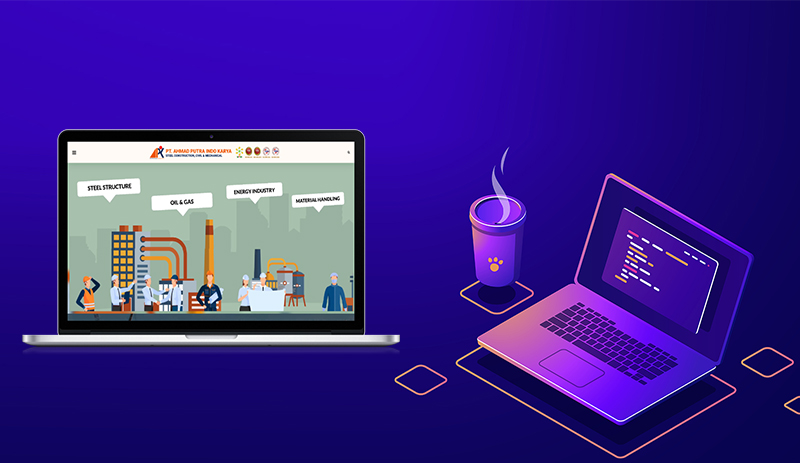 PT. AHMAD PUTRA INDO KARYA
STEEL CONSTRUCTION, CIVIL & MECHANICAL
STEEL STRUCTURE
OIL & GAS
ENERGY INDUSTRY
MATERIAL HANDLING